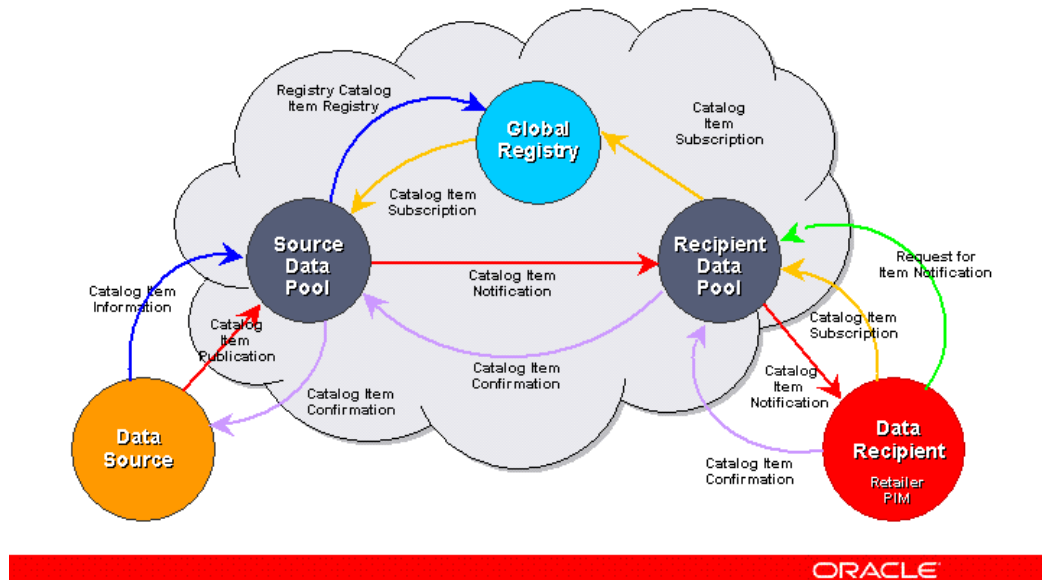 Registry Catalog
Item Registry
Global
Registry
Catalog
Item
Subscription
Catalog Item
Subscription
Source
Data
Pool
Recipient
Data
Pool
Catalog Item
Notification
Request for
Item Notification
Catalog Item
Information
Catalog
Item
Publication
Catalog Item
Subscription
Catalog Item
Confirmation
Catalog Item
Confirmation
Catalog
Item
Notification
Data
Source
Data
Recipient
Retailer
PIM
Catalog Item
Confirmation
ORACLE